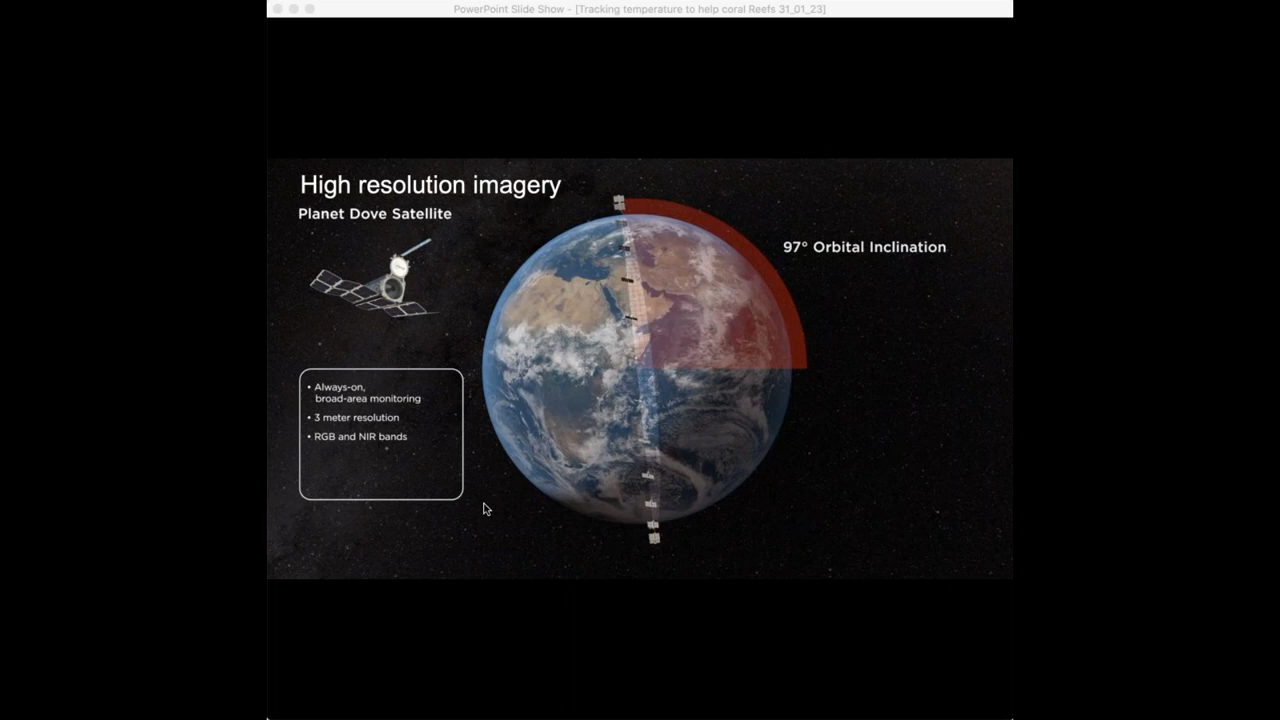 PowerPoint Slide Show - [Tracking temperature to help coral Reefs 31_01_23]
High resolution imagery
Planet Dove Satellite
97° Orbital Inclination
• Always-on,
broad-area monitoring
• 3 meter resolution
• RGB and NIR bands